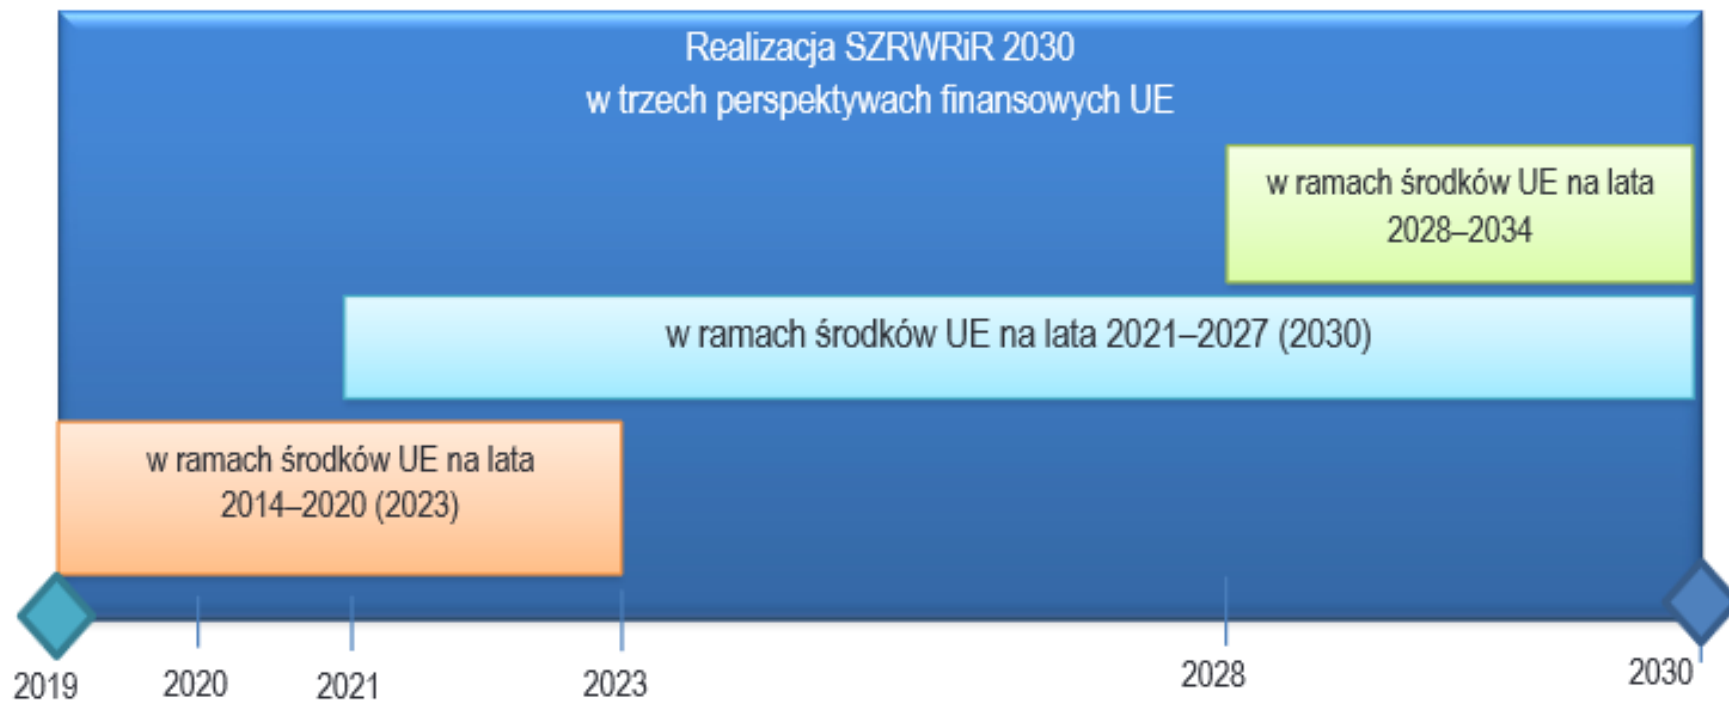 Realizacja SZRWRiR 2030
w trzech perspektywach finansowych UE
w ramach środków UE na lata
2028–2034
w ramach środków UE na lata 2021–2027 (2030)
w ramach środków UE na lata
2014–2020 (2023)
2019
2020
2021
2023
2028
2030